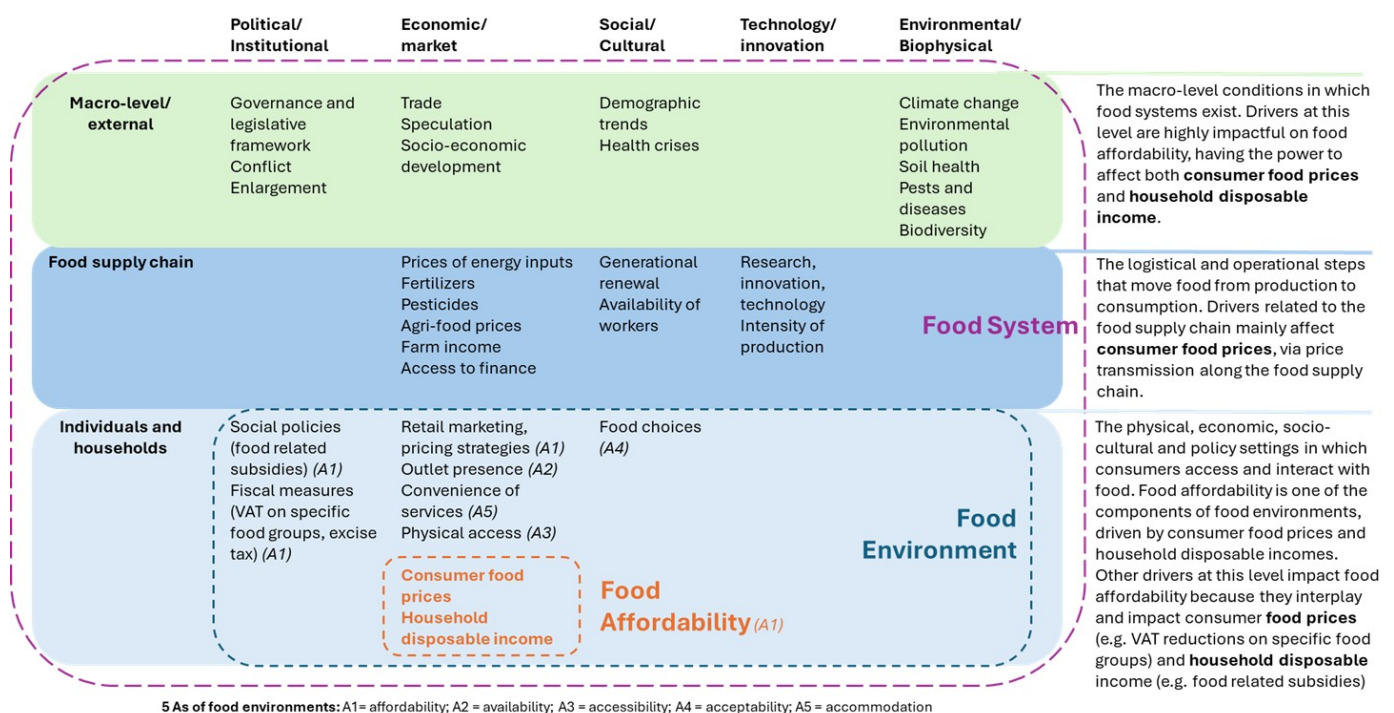 Political/
Institutional
Economic/
market
Social/
Cultural
Technology/
innovation
Environmental/
Biophysical
Macro-level/
external
Governance and
legislative
framework
Conflict
Enlargement
Trade
Speculation
Socio-economic
development
Demographic
trends
Health crises
Climate change
Environmental
pollution
Soil health
Pests and
diseases
Biodiversity
The macro-level conditions in which
food systems exist. Drivers at this
level are highly impactful on food
affordability, having the power to
affect both consumer food prices
and household disposable
income.
Food supply chain
Prices of energy inputs
Fertilizers
Pesticides
Agri-food prices
Farm income
Access to finance
Generational
renewal
Availability of
workers
Research,
innovation,
technology
Intensity of
production
Food System
The logistical and operational steps
that move food from production to
consumption. Drivers related to the
food supply chain mainly affect
consumer food prices, via price
transmission along the food supply
chain.
Individuals and
households
Social policies
(food related
subsidies) (A1)
Fiscal measures
(VAT on specific
food groups, excise
tax) (A1)
Retail marketing,
pricing strategies (A1)
Outlet presence (A2)
Convenience of
services (A5)
Physical access (A3)
Consumer food
prices
Household
disposable income
Food choices
(A4)
Food
Affordability (A1)
Food
Environment
The physical, economic, socio-
cultural and policy settings in which
consumers access and interact with
food. Food affordability is one of the
components of food environments,
driven by consumer food prices and
household disposable incomes.
Other drivers at this level impact food
affordability because they interplay
and impact consumer food prices
(e.g. VAT reductions on specific food
groups) and household disposable
income (e.g. food related subsidies)
5 As of food environments: A1= affordability; A2 = availability; A3 = accessibility; A4 = acceptability; A5 = accommodation